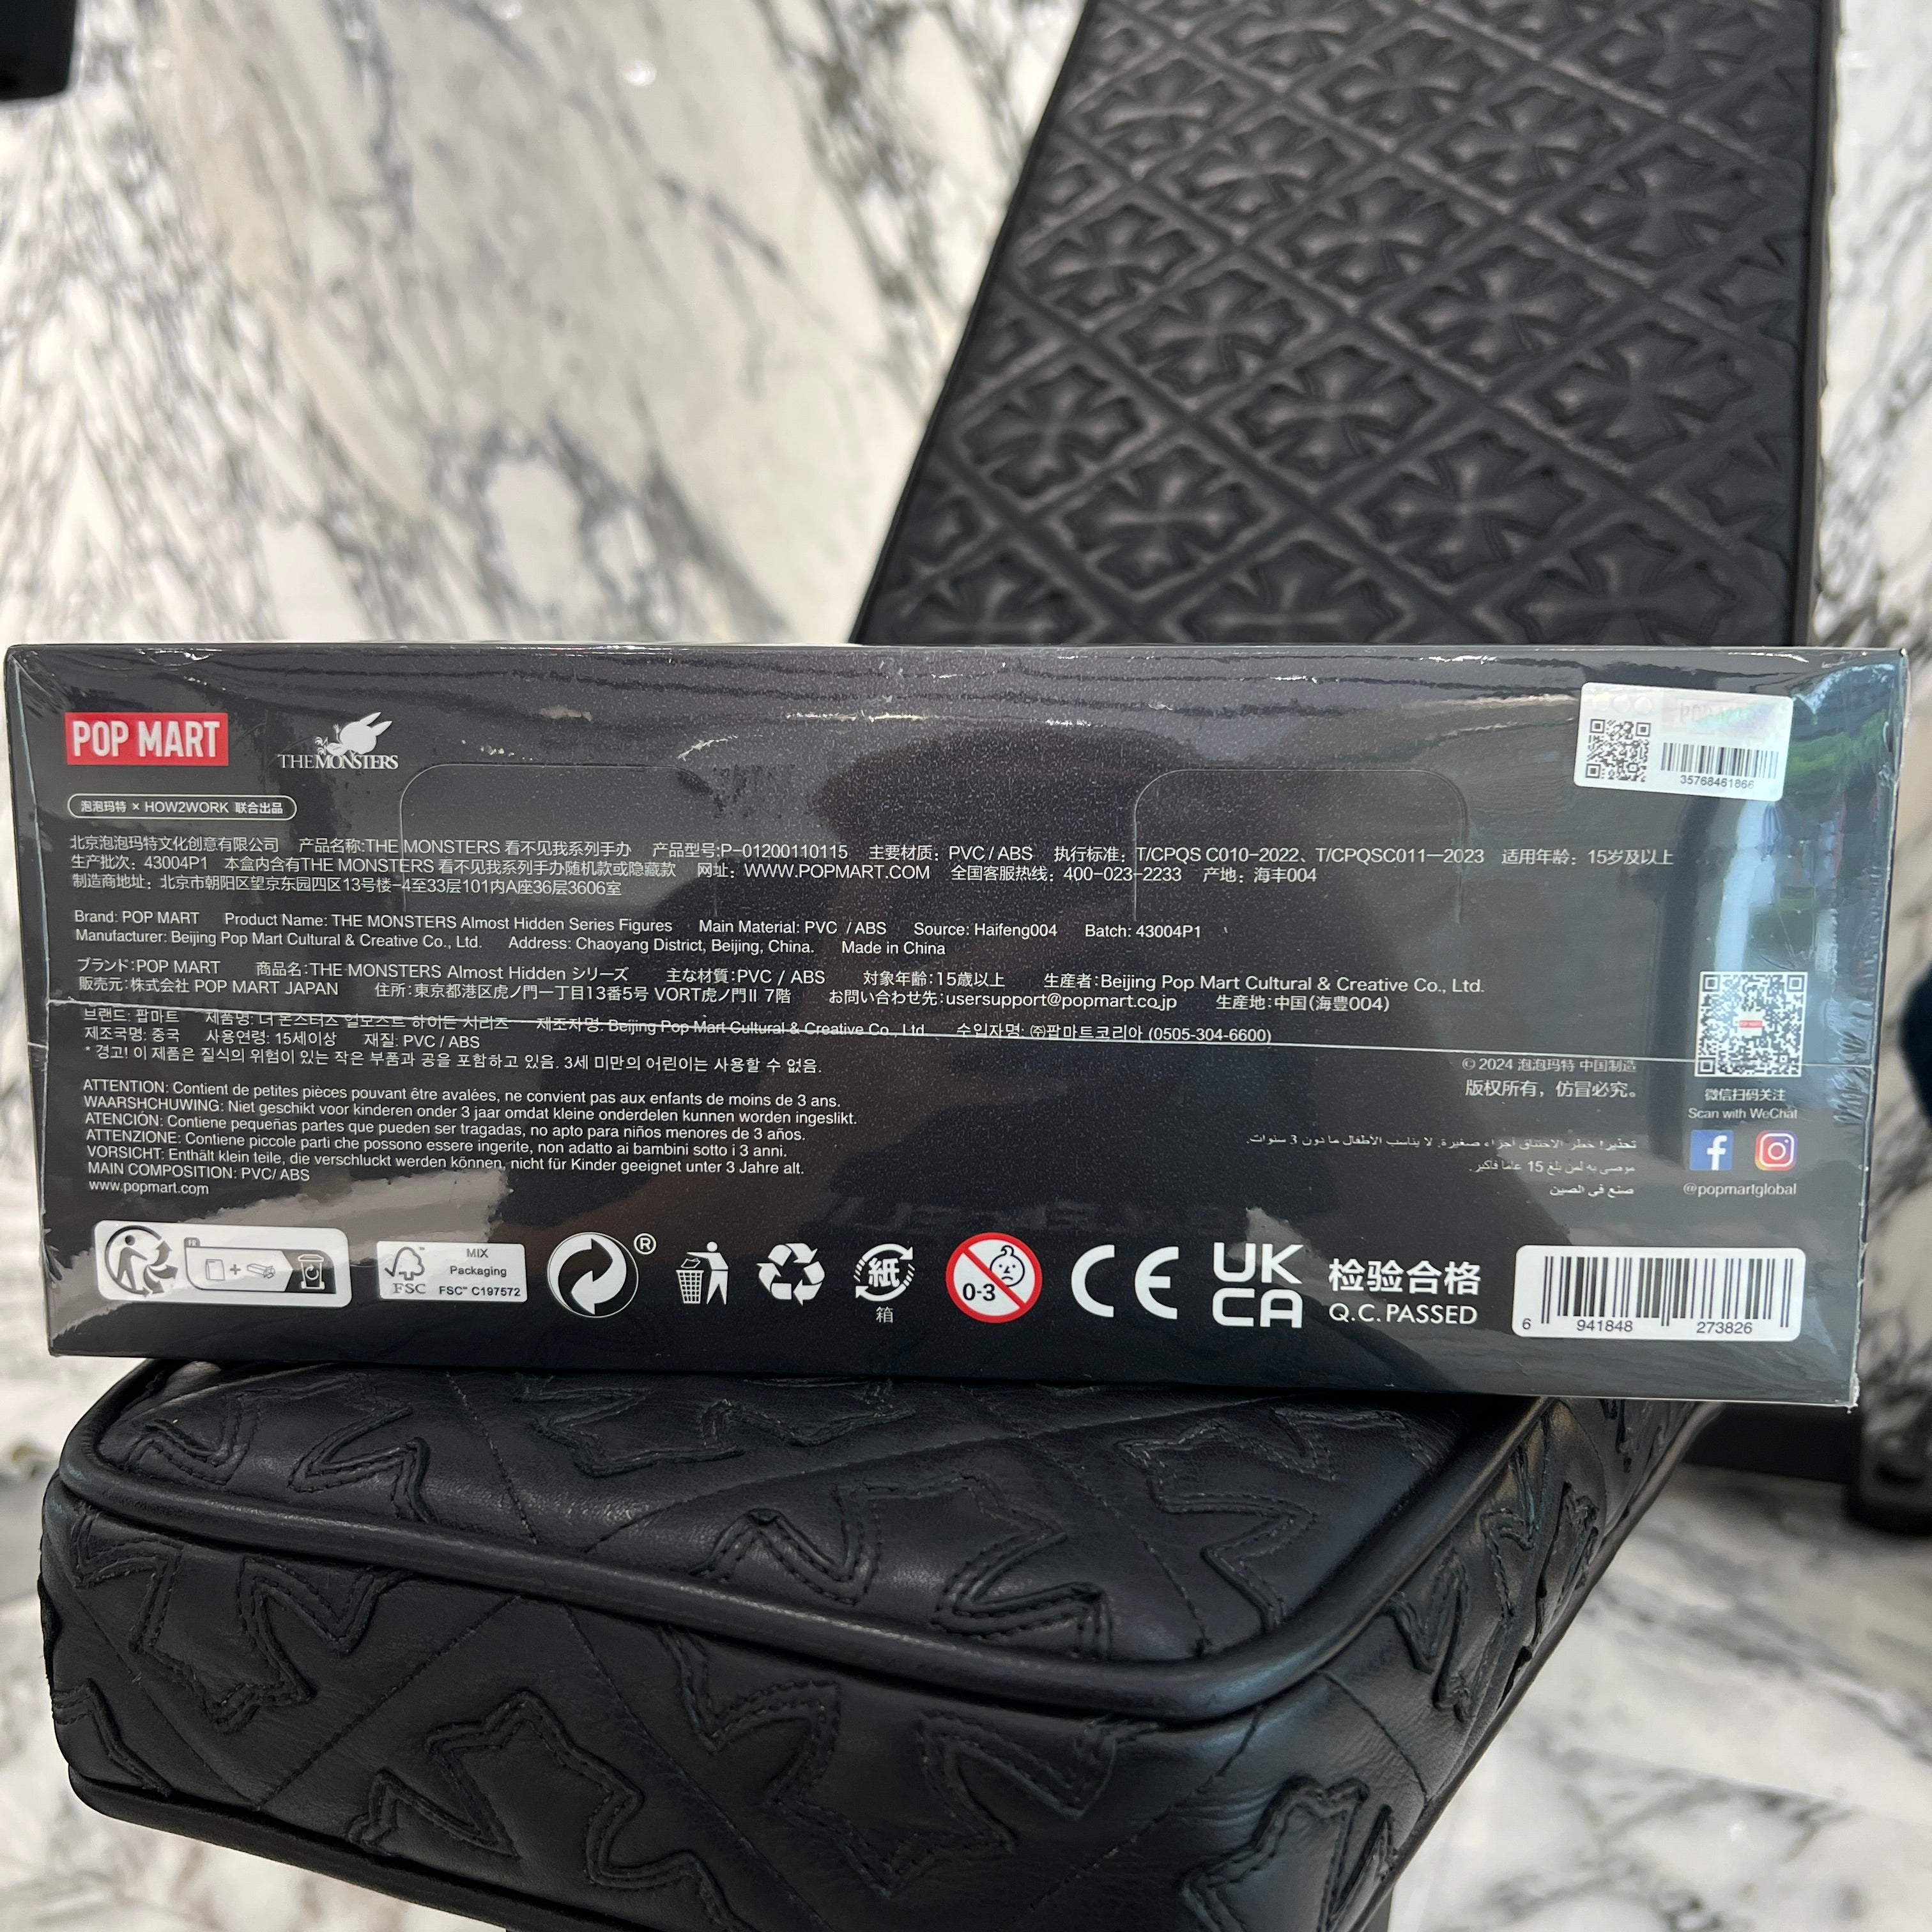 POP MART
THE MONSTERS
泡泡玛特 × HOW2WORK 联合出品
35768461866
北京泡泡玛特文化创意有限公司 产品名称:THE MONSTERS 看不见我系列手办 产品型号:P-01200110115 主要材质：PVC / ABS 执行标准：T/CPQS C010-2022、T/CPQSC011—2023 适用年龄：15岁及以上
生产批次：43004P1 本盒内含有THE MONSTERS 看不见我系列手办随机款或隐藏款 网址：WWW.POPMART.COM 全国客服热线：400-023-2233 产地：海丰004
制造商地址：北京市朝阳区望京东园四区13号楼-4至33层101内A座36层3606室
Brand: POP MART Product Name: THE MONSTERS Almost Hidden Series Figures Main Material: PVC / ABS Source: Haifeng004 Batch: 43004P1
Manufacturer: Beijing Pop Mart Cultural & Creative Co., Ltd. Address: Chaoyang District, Beijing, China. Made in China
ブランド:POP MART 商品名:THE MONSTERS Almost Hidden シリーズ 主な材質:PVC / ABS 対象年齢:15歳以上 生産者:Beijing Pop Mart Cultural & Creative Co., Ltd.
販売元:株式会社 POP MART JAPAN 住所:東京都港区虎ノ門一丁目13番5号 VORT虎ノ門II 7階 お問い合わせ先:usersupport@popmart.co.jp 生産地:中国(海豊004)
브랜드: 팝마트 제품명: 더 몬스터즈 얼모스트 하이든 시리즈 제조자명: Beijing Pop Mart Cultural & Creative Co., Ltd. 수입자명: ㈜팝마트코리아 (0505-304-6600)
제조국명: 중국 사용연령: 15세이상 재질: PVC / ABS
* 경고! 이 제품은 질식의 위험이 있는 작은 부품과 공을 포함하고 있음. 3세 미만의 어린이는 사용할 수 없음.
ATTENTION: Contient de petites pièces pouvant être avalées, ne convient pas aux enfants de moins de 3 ans.
WAARSHCHUWING: Niet geschikt voor kinderen onder 3 jaar omdat kleine onderdelen kunnen worden ingeslikt.
ATENCIÓN: Contiene pequeñas partes que pueden ser tragadas, no apto para niños menores de 3 años.
ATTENZIONE: Contiene piccole parti che possono essere ingerite, non adatto ai bambini sotto i 3 anni.
VORSICHT: Enthält klein teile, die verschluckt werden können, nicht für Kinder geeignet unter 3 Jahre alt.
MAIN COMPOSITION: PVC/ ABS
www.popmart.com
© 2024 泡泡玛特 中国制造
版权所有，仿冒必究。
تحذير! خطر الاختناق اجزاء صغيرة. لا يناسب الأطفال ما دون 3 سنوات.
موصى به لمن بلغ 15 عاما فأكبر.
صنع في الصين
微信扫码关注
Scan with WeChat
@popmartglobal
FR
FSC
MIX
Packaging
FSC™ C197572
®
紙
箱
0-3
CE
UK
CA
检验合格
Q.C.PASSED
6 941848 273826